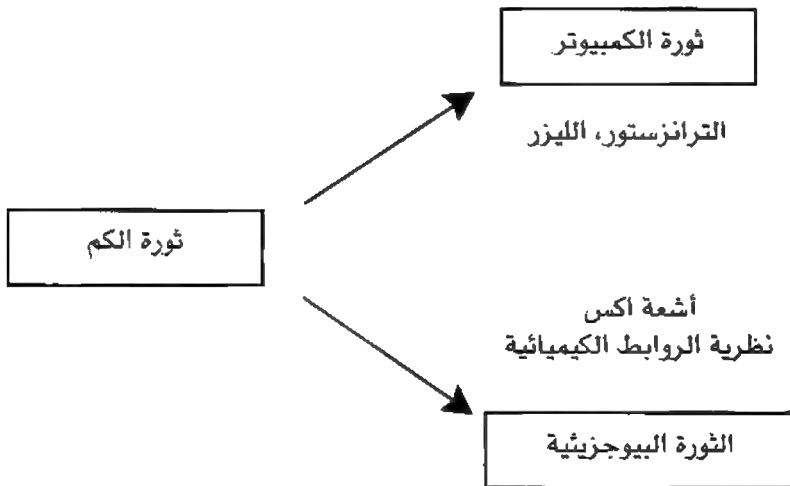 ثورة الكمبيوتر
الترانزستور، الليزر
ثورة الكم
أشعة اكس
نظرية الروابط الكيميائية
الثورة البيوجزيئية